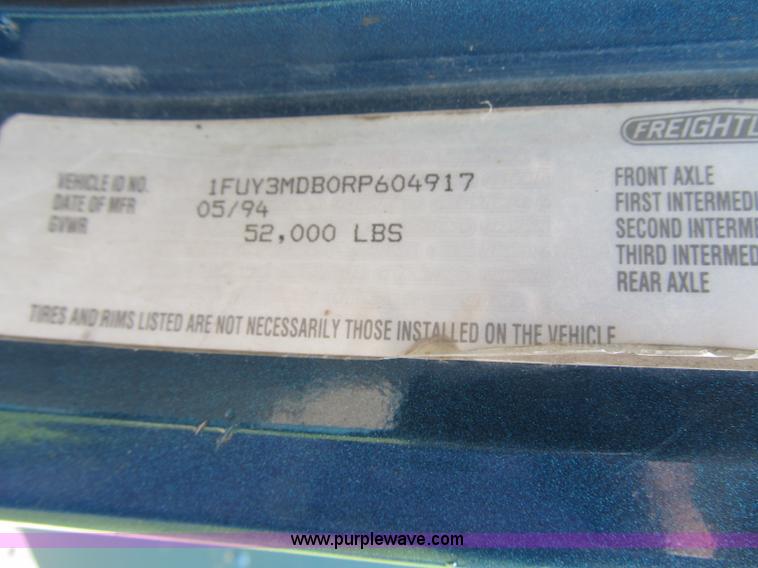 FREIGHTL
VEHICLE ID NO. 1FUY3MDB0RP604917
DATE OF MFR 05/94
GVWR 52,000 LBS
FRONT AXLE
FIRST INTERMEDI
SECOND INTERME
THIRD INTERMED
REAR AXLE
TIRES AND RIMS LISTED ARE NOT NECESSARILY THOSE INSTALLED ON THE VEHICLE
www.purplewave.com